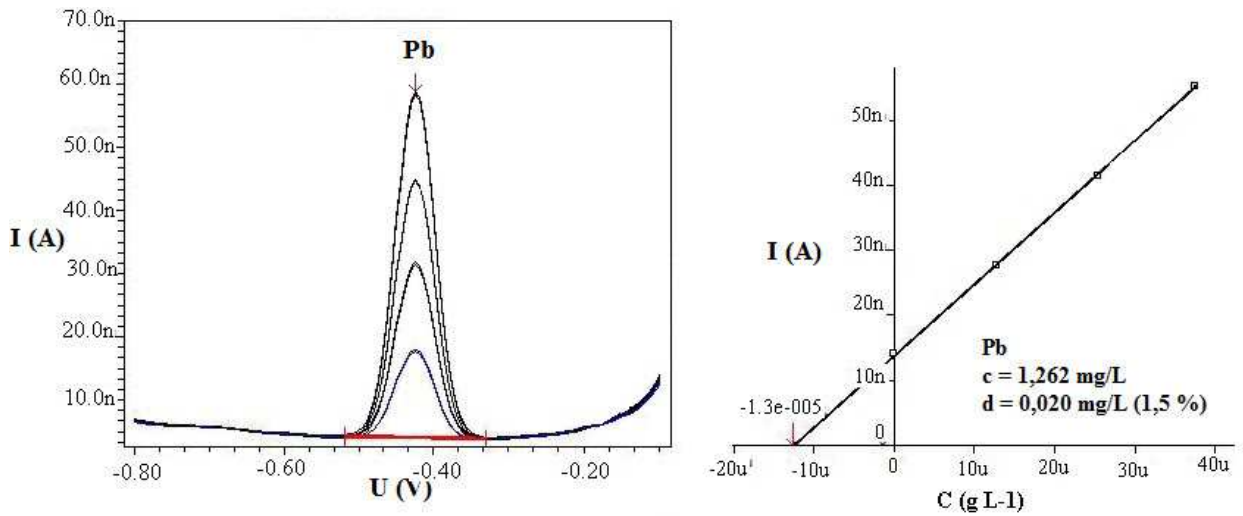 70.0n
60.0n
50.0n
40.0n
30.0n
20.0n
10.0n
I (A)
Pb
-0.80
-0.60
-0.40
-0.20
U (V)
50n
40n
30n
20n
10n
0
I (A)
Pb
c = 1,262 mg/L
d = 0,020 mg/L (1,5 %)
-1.3e-005
-20u
-10u
0
10u
20u
30u
40u
C (g L-1)